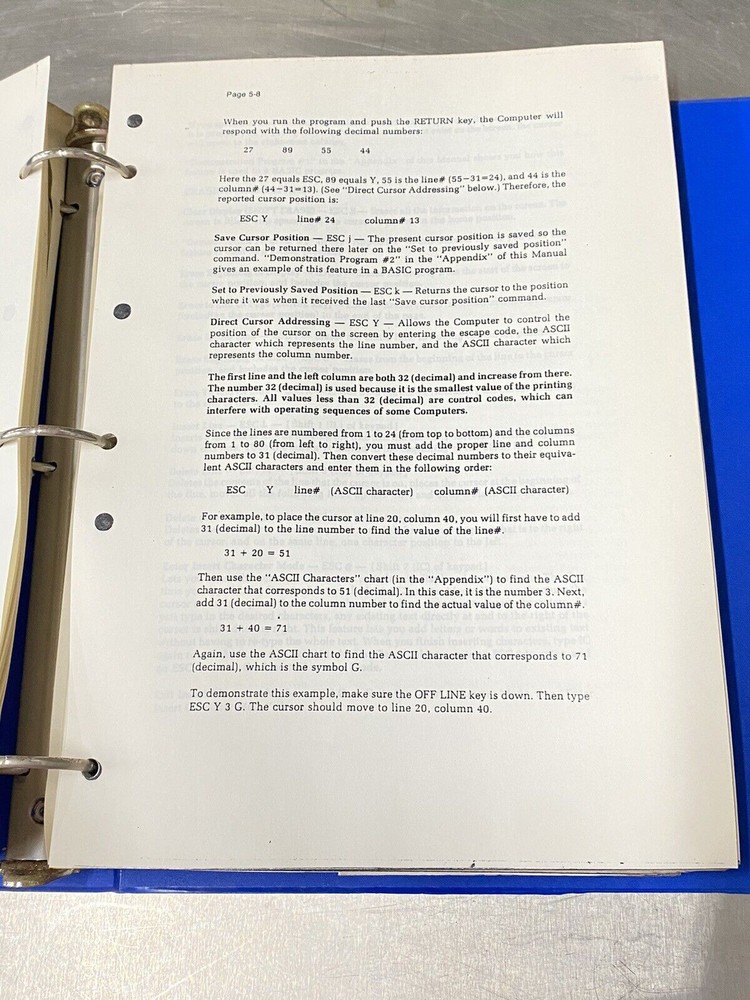 Page 5-8
When you run the program and push the RETURN key, the Computer will
respond with the following decimal numbers:
27 89 55 44
Here the 27 equals ESC, 89 equals Y, 55 is the line# (55-31=24), and 44 is the
column# (44-31=13). (See "Direct Cursor Addressing" below.) Therefore, the
reported cursor position is:
ESC Y line# 24 column# 13
Save Cursor Position — ESC j — The present cursor position is saved so the
cursor can be returned there later on the "Set to previously saved position"
command. "Demonstration Program #2" in the "Appendix" of this Manual
gives an example of this feature in a BASIC program.
Set to Previously Saved Position — ESC k — Returns the cursor to the position
where it was when it received the last "Save cursor position" command.
Direct Cursor Addressing — ESC Y — Allows the Computer to control the
position of the cursor on the screen by entering the escape code, the ASCII
character which represents the line number, and the ASCII character which
represents the column number.
The first line and the left column are both 32 (decimal) and increase from there.
The number 32 (decimal) is used because it is the smallest value of the printing
characters. All values less than 32 (decimal) are control codes, which can
interfere with operating sequences of some Computers.
Since the lines are numbered from 1 to 24 (from top to bottom) and the columns
from 1 to 80 (from left to right), you must add the proper line and column
numbers to 31 (decimal). Then convert these decimal numbers to their equiva-
lent ASCII characters and enter them in the following order:
ESC Y line# (ASCII character) column# (ASCII character)
For example, to place the cursor at line 20, column 40, you will first have to add
31 (decimal) to the line number to find the value of the line#.
31 + 20 = 51
Then use the "ASCII Characters" chart (in the "Appendix") to find the ASCII
character that corresponds to 51 (decimal). In this case, it is the number 3. Next,
add 31 (decimal) to the column number to find the actual value of the column#.
31 + 40 = 71
Again, use the ASCII chart to find the ASCII character that corresponds to 71
(decimal), which is the symbol G.
To demonstrate this example, make sure the OFF LINE key is down. Then type
ESC Y 3 G. The cursor should move to line 20, column 40.